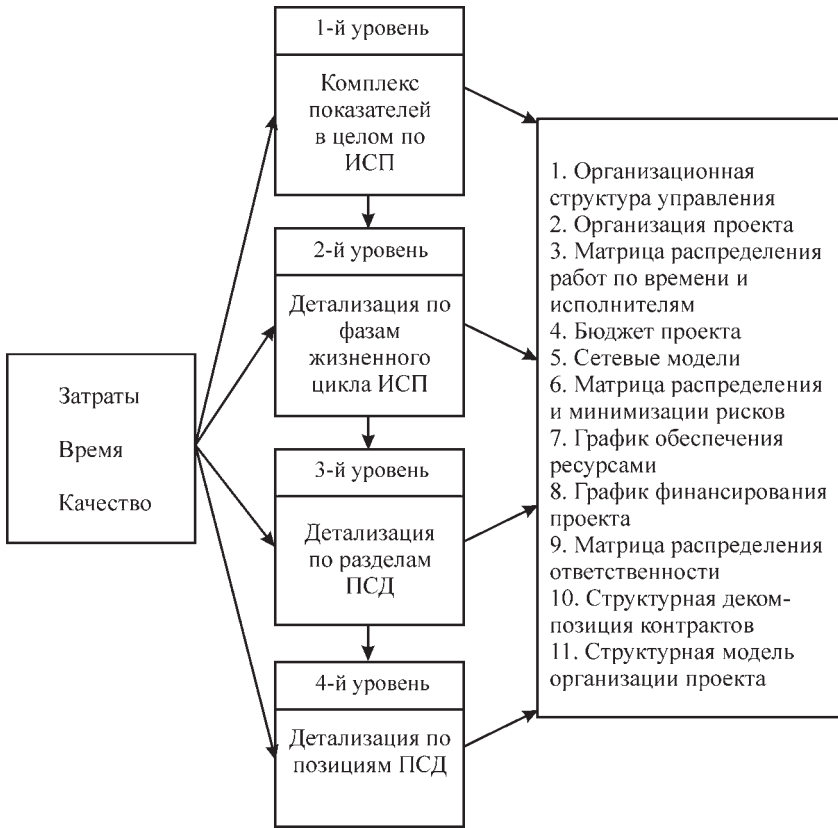 Затраты
Время
Качество
1-й уровень
Комплекс
показателей
в целом по
ИСП
2-й уровень
Детализация по
фазам
жизненного
цикла ИСП
3-й уровень
Детализация
по разделам
ПСД
4-й уровень
Детализация по
позициям ПСД
1. Организационная
структура управления
2. Организация проекта
3. Матрица распределения
работ по времени и
исполнителям
4. Бюджет проекта
5. Сетевые модели
6. Матрица распределения
и минимизации рисков
7. График обеспечения
ресурсами
8. График финансирования
проекта
9. Матрица распределения
ответственности
10. Структурная деком-
позиция контрактов
11. Структурная модель
организации проекта